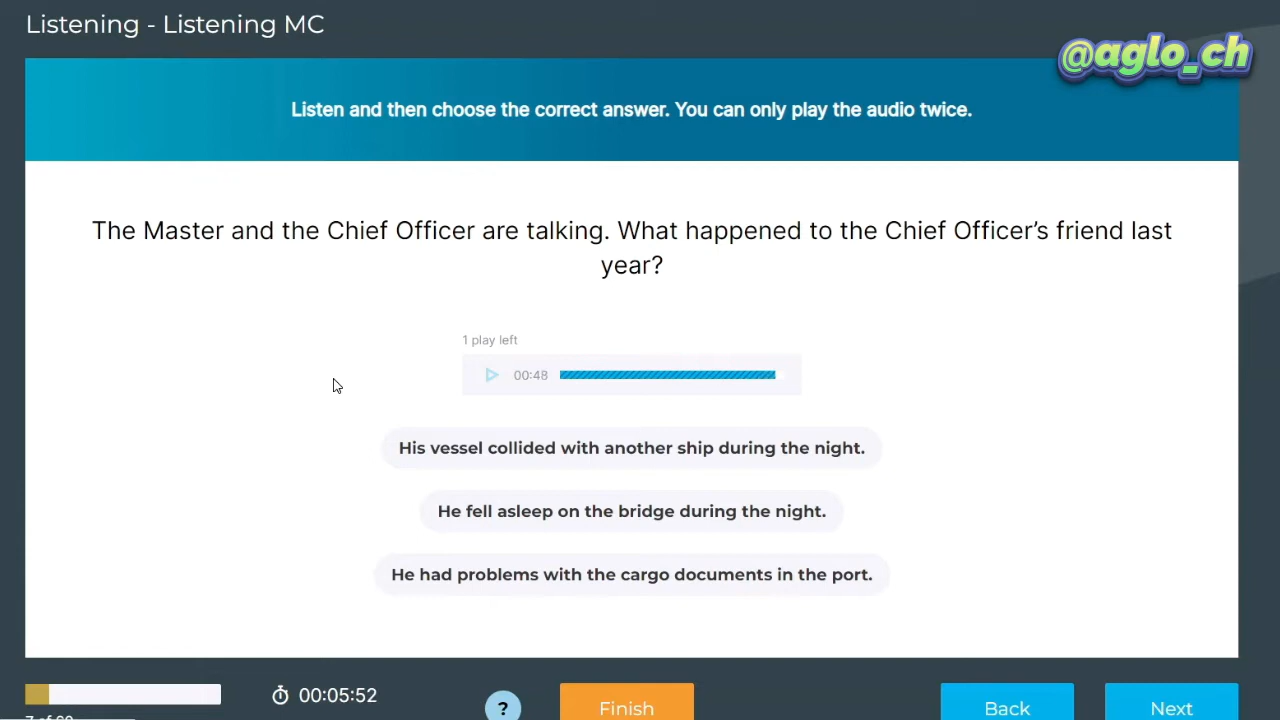 Listening - Listening MC
@aglo_ch
Listen and then choose the correct answer. You can only play the audio twice.
The Master and the Chief Officer are talking. What happened to the Chief Officer’s friend last
year?
1 play left
00:48
His vessel collided with another ship during the night.
He fell asleep on the bridge during the night.
He had problems with the cargo documents in the port.
00:05:52
?
Finish
Back
Next